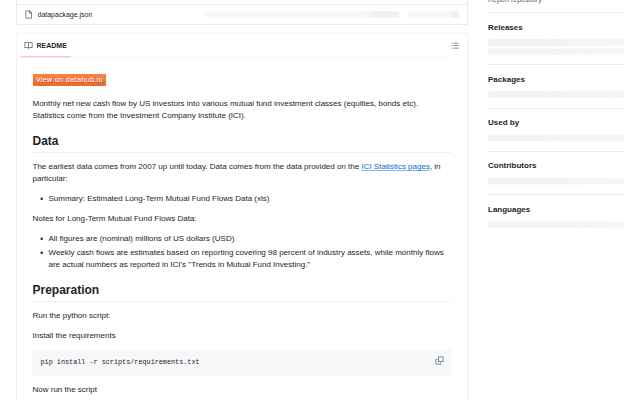 Report repository
datapackage.json
README
view on datahub.io
Monthly net new cash flow by US investors into various mutual fund investment classes (equities, bonds etc).
Statistics come from the Investment Company Institute (ICI).
Data
The earliest data comes from 2007 up until today. Data comes from the data provided on the ICI Statistics pages, in
particular:
• Summary: Estimated Long-Term Mutual Fund Flows Data (xls)
Notes for Long-Term Mutual Fund Flows Data:
• All figures are (nominal) millions of US dollars (USD)
• Weekly cash flows are estimated based on reporting covering 98 percent of industry assets, while monthly flows
are actual numbers as reported in ICI's "Trends in Mutual Fund Investing."
Preparation
Run the python script:
Install the requirements
pip install -r scripts/requirements.txt
Now run the script
Releases
Packages
Used by
Contributors
Languages